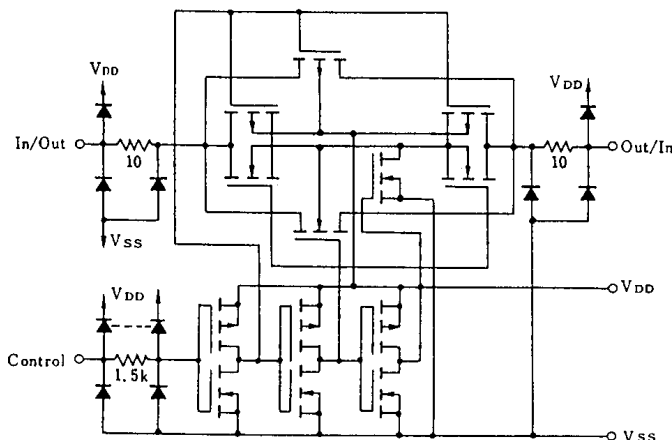 VDD
VDD
In/Out
10
10
Out/In
VSS
VDD
VDD
Control
1.5k
VSS